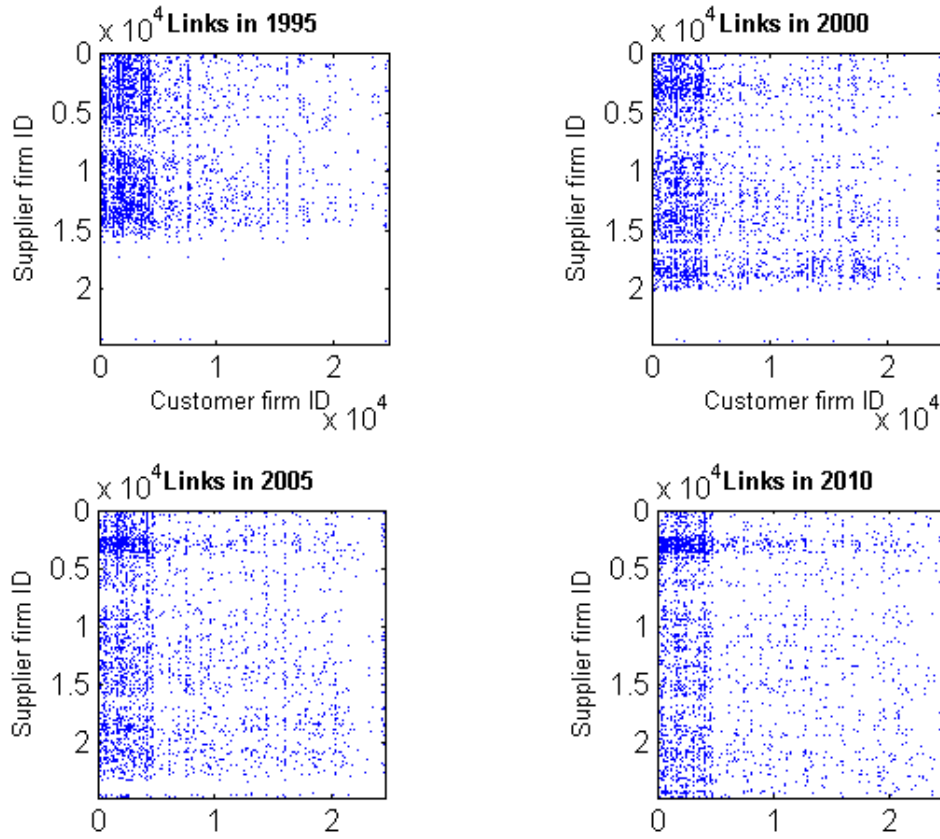 × 10⁴ Links in 1995
0
0.5
1
1.5
2
Supplier firm ID
0 1 2
Customer firm ID
× 10⁴
× 10⁴ Links in 2000
0
0.5
1
1.5
2
Supplier firm ID
0 1 2
Customer firm ID
× 10⁴
× 10⁴ Links in 2005
0
0.5
1
1.5
2
Supplier firm ID
0 1 2
× 10⁴ Links in 2010
0
0.5
1
1.5
2
Supplier firm ID
0 1 2